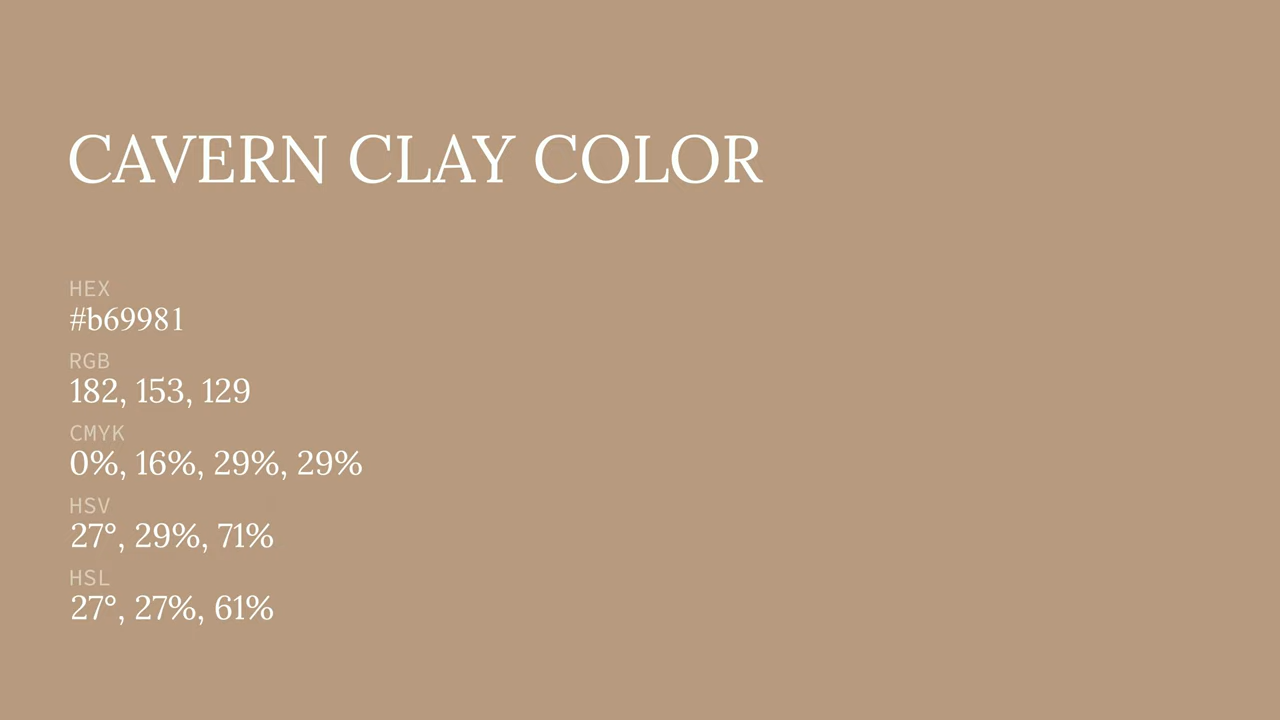 CAVERN CLAY COLOR
HEX
#b69981
RGB
182, 153, 129
CMYK
0%, 16%, 29%, 29%
HSV
27°, 29%, 71%
HSL
27°, 27%, 61%